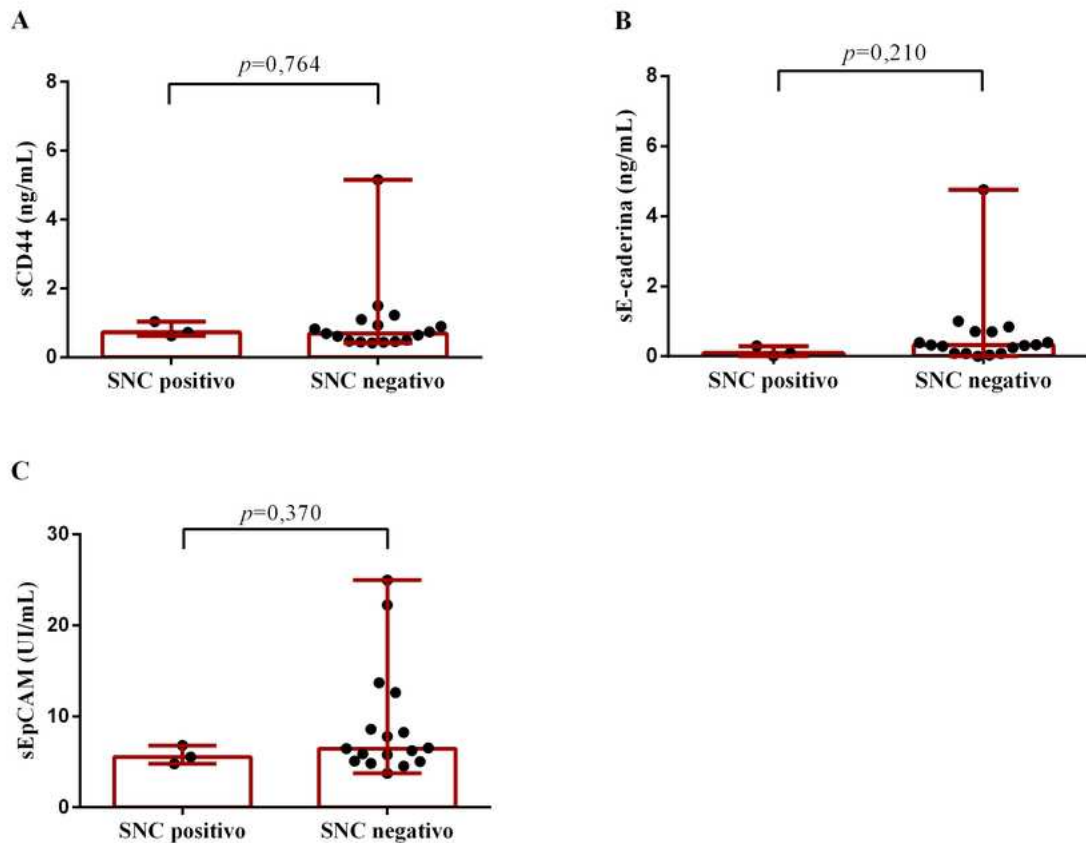 A
p=0,764
8
6
4
2
0
sCD44 (ng/mL)
SNC positivo
SNC negativo
B
p=0,210
8
6
4
2
0
sE-caderina (ng/mL)
SNC positivo
SNC negativo
C
p=0,370
30
20
10
0
sEpCAM (UI/mL)
SNC positivo
SNC negativo